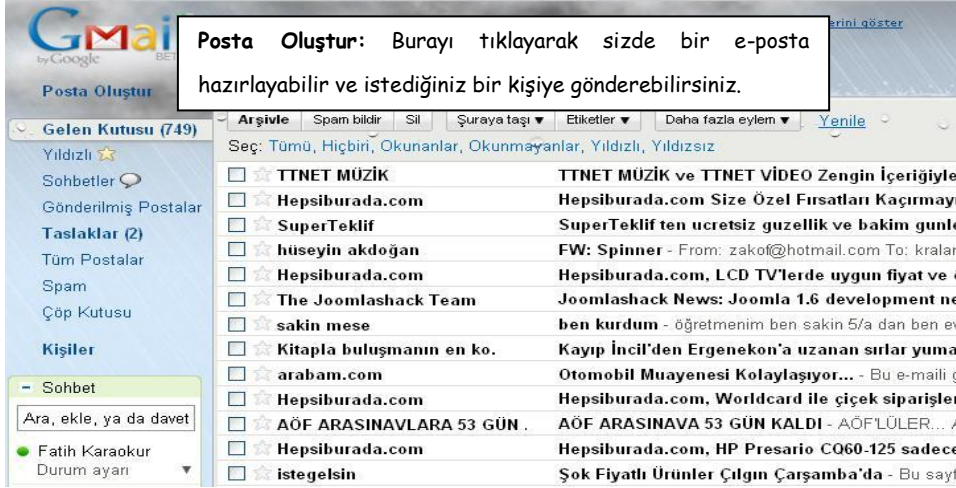 Gmail
by Google
BET
erini göster
Posta Oluştur: Burayı tıklayarak sizde bir e-posta
hazırlayabilir ve istediğiniz bir kişiye gönderebilirsiniz.
Posta Oluştur
Gelen Kutusu (749)
Yıldızlı
Sohbetler
Gönderilmiş Postalar
Taslaklar (2)
Tüm Postalar
Spam
Çöp Kutusu
Kişiler
Sohbet
Ara, ekle, ya da davet
Fatih Karaokur
Durum ayarı
Arşivle Spam bildir Sil Şuraya taşı Etiketler Daha fazla eylem Yenile
Seç: Tümü, Hiçbiri, Okunanlar, Okunmayanlar, Yıldızlı, Yıldızsız
TTNET MÜZİK TTNET MÜZİK ve TTNET VİDEO Zengin İçeriğiyle
Hepsiburada.com Hepsiburada.com Size Özel Fırsatları Kaçırmayı
SuperTeklif SuperTeklif ten ucretsiz guzellik ve bakim gunle
hüseyin akdoğan FW: Spinner - From: zakof@hotmail.com To: kralar
Hepsiburada.com Hepsiburada.com, LCD TV'lerde uygun fiyat ve
The Joomlashack Team Joomlashack News: Joomla 1.6 development ne
sakin mese ben kurdum - öğretmenim ben sakin 5/a dan ben ev
Kitapla buluşmanın en ko. Kayıp İncil'den Ergenekon'a uzanan sırlar yuma
arabam.com Otomobil Muayenesi Kolaylaşıyor... - Bu e-maili g
Hepsiburada.com Hepsiburada.com, Worldcard ile çiçek siparişler
AÖF ARASINAVLARA 53 GÜN . AÖF ARASINAVA 53 GÜN KALDI - AÖF'LÜLER... A
Hepsiburada.com Hepsiburada.com, HP Presario CQ60-125 sadece
istegelsin Şok Fiyatlı Ürünler Çılgın Çarşamba'da - Bu sayf